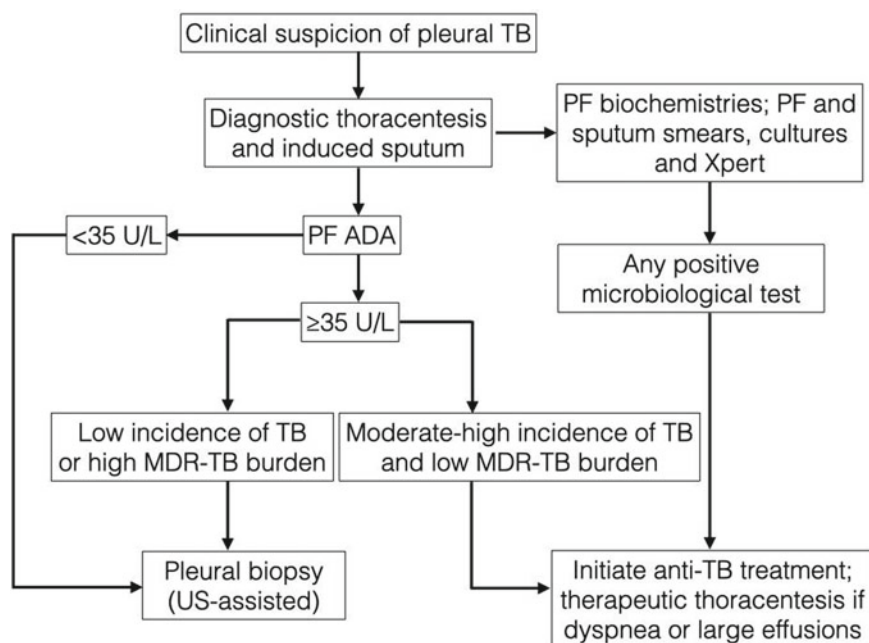 Clinical suspicion of pleural TB
Diagnostic thoracentesis
and induced sputum
PF biochemistries; PF and
sputum smears, cultures
and Xpert
<35 U/L
PF ADA
Any positive
microbiological test
≥35 U/L
Low incidence of TB
or high MDR-TB burden
Moderate-high incidence of TB
and low MDR-TB burden
Pleural biopsy
(US-assisted)
Initiate anti-TB treatment;
therapeutic thoracentesis if
dyspnea or large effusions